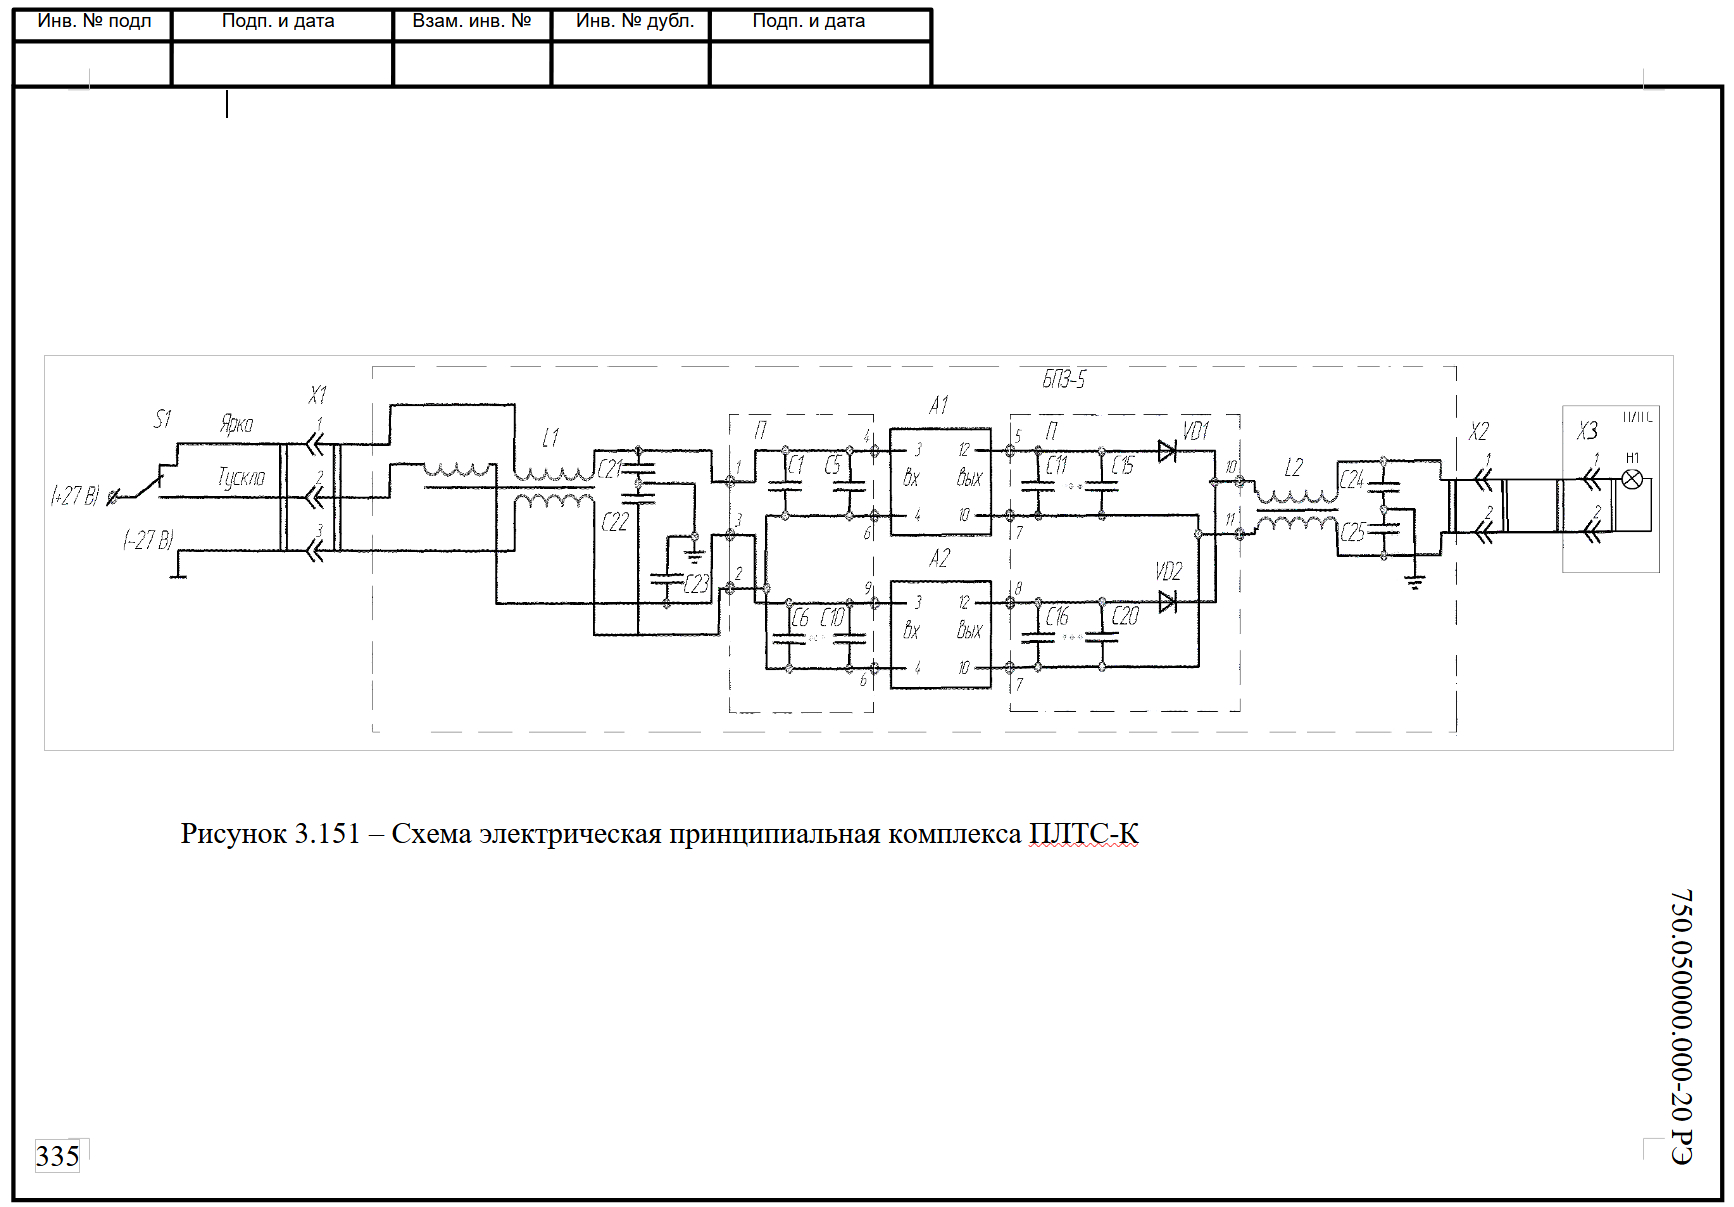 Инв. № подл Подп. и дата Взам. инв. № Инв. № дубл. Подп. и дата
БПЗ-5
S1 Ярко X1 1
Тускло 2
(+27 В)
(-27 В) 3
L1
C21
C22
C23
1
3
2
П 4
C1 C5
6
9
C6 C10
6
A1
3 12
Вх Вых
4 10
A2
3 12
Вх Вых
4 10
5 П VD1
C11 C15
7
8 VD2
C16 C20
7
10
11
L2
C24
C25
X2
1
2
ПЛТС
X3 H1
1
2
Рисунок 3.151 – Схема электрическая принципиальная комплекса ПЛТС-К
750.050000.000-20 РЭ
335